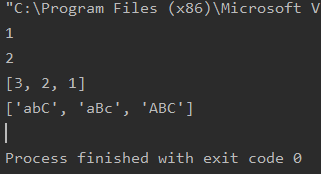 "C:\Program Files (x86)\Microsoft V
1
2
[3, 2, 1]
['abC', 'aBc', 'ABC']
Process finished with exit code 0